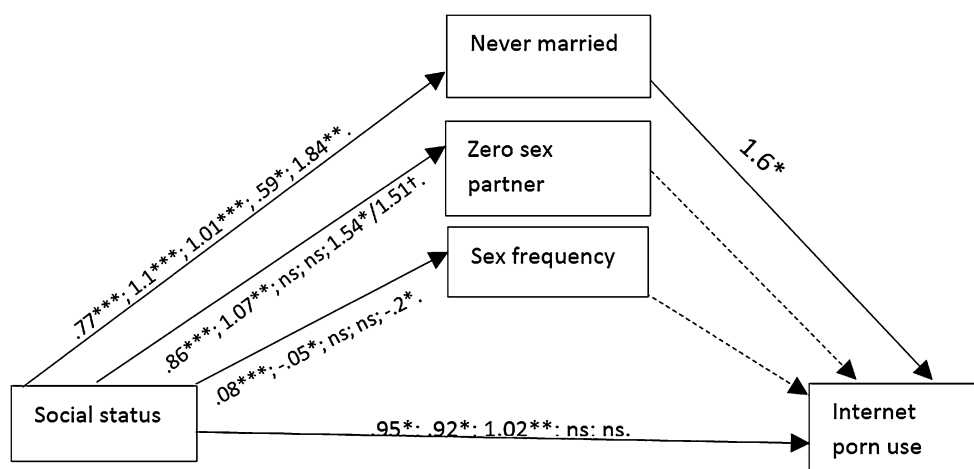 Never married
.77***; 1.1***; 1.01***; .59*; 1.84**.
1.6*
Zero sex
partner
.86***; 1.07**; ns; ns; 1.54*/1.51†.
Sex frequency
.08***; -.05*; ns; ns; -.2*.
Social status
.95*; .92*; 1.02**; ns; ns.
Internet
porn use